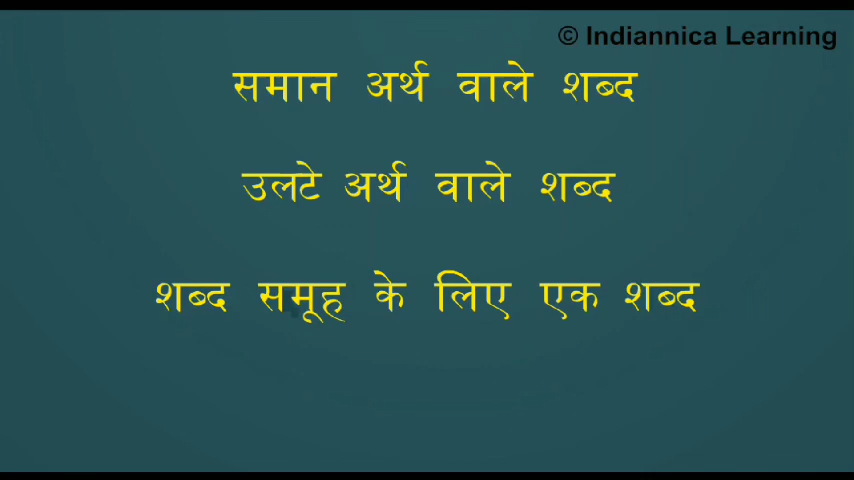 © Indiannica Learning
समान अर्थ वाले शब्द
उलटे अर्थ वाले शब्द
शब्द समूह के लिए एक शब्द